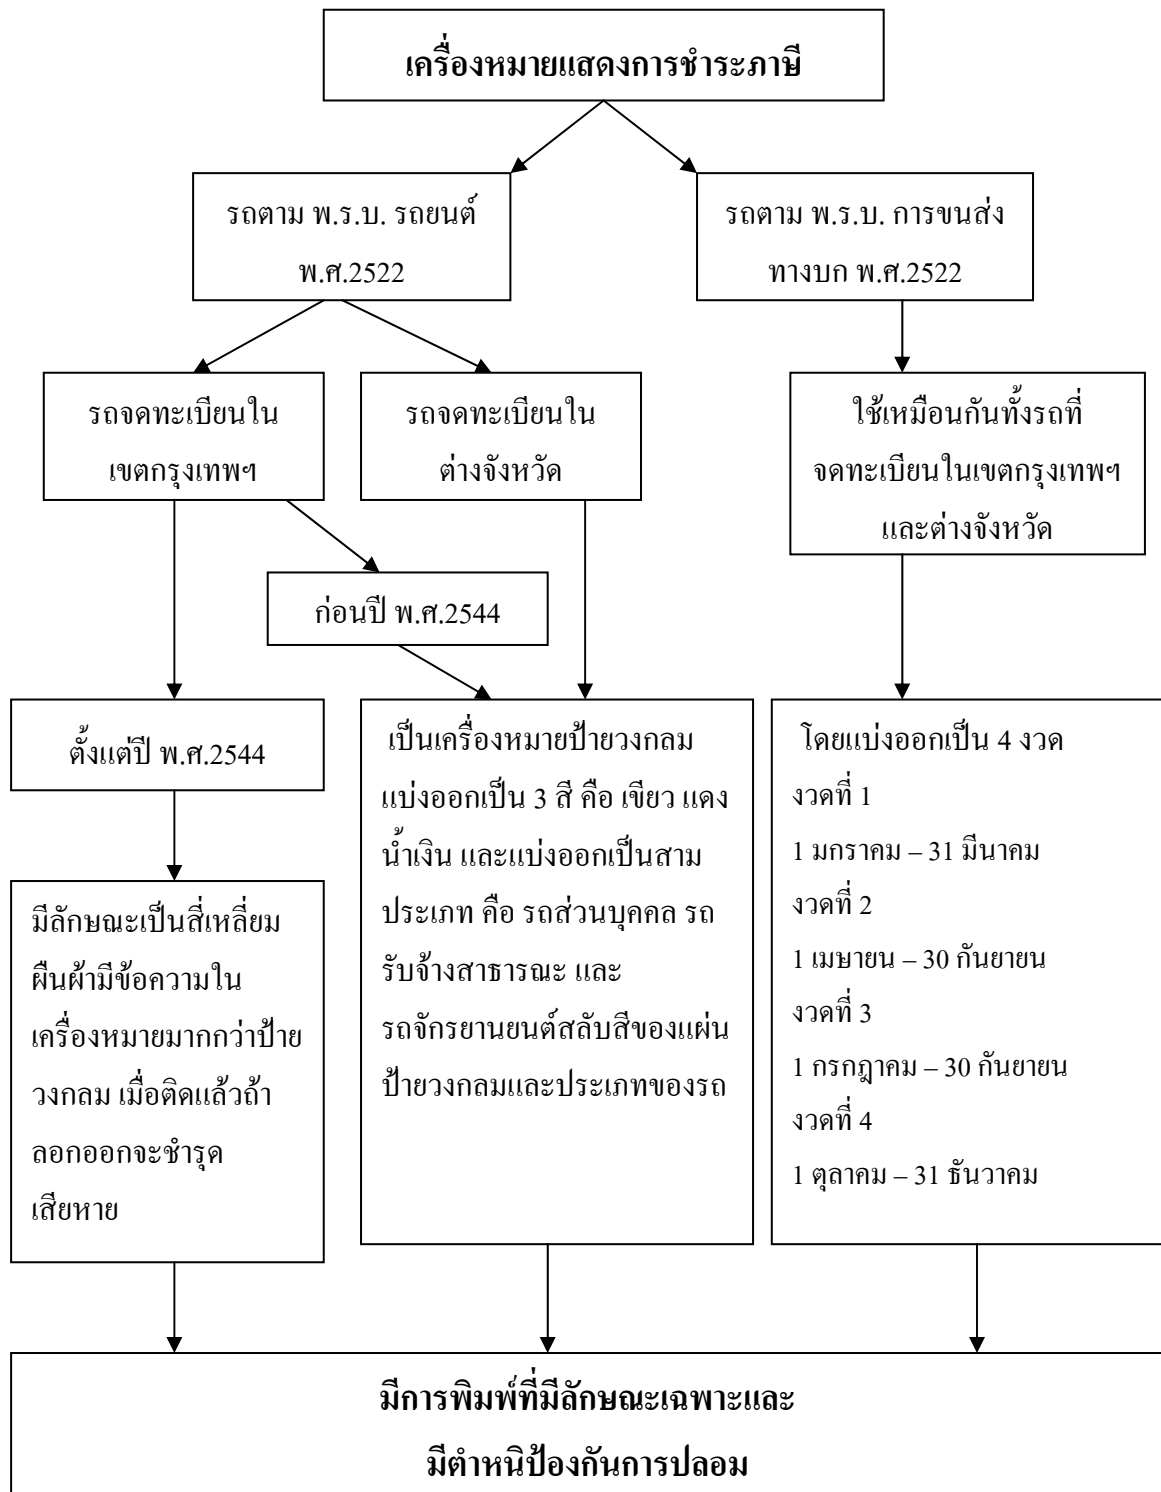 เครื่องหมายแสดงการชำระภาษี
รถตาม พ.ร.บ. รถยนต์
พ.ศ.2522
รถตาม พ.ร.บ. การขนส่ง
ทางบก พ.ศ.2522
รถจดทะเบียนใน
เขตกรุงเทพฯ
รถจดทะเบียนใน
ต่างจังหวัด
ใช้เหมือนกันทั้งรถที่
จดทะเบียนในเขตกรุงเทพฯ
และต่างจังหวัด
ก่อนปี พ.ศ.2544
ตั้งแต่ปี พ.ศ.2544
มีลักษณะเป็นสี่เหลี่ยม
ผืนผ้ามีข้อความใน
เครื่องหมายมากกว่าป้าย
วงกลม เมื่อติดแล้วถ้า
ลอกออกจะชำรุด
เสียหาย
เป็นเครื่องหมายป้ายวงกลม
แบ่งออกเป็น 3 สี คือ เขียว แดง
น้ำเงิน และแบ่งออกเป็นสาม
ประเภท คือ รถส่วนบุคคล รถ
รับจ้างสาธารณะ และ
รถจักรยานยนต์สลับสีของแผ่น
ป้ายวงกลมและประเภทของรถ
โดยแบ่งออกเป็น 4 งวด
งวดที่ 1
1 มกราคม – 31 มีนาคม
งวดที่ 2
1 เมษายน – 30 กันยายน
งวดที่ 3
1 กรกฎาคม – 30 กันยายน
งวดที่ 4
1 ตุลาคม – 31 ธันวาคม
มีการพิมพ์ที่มีลักษณะเฉพาะและ
มีตำหนิป้องกันการปลอม